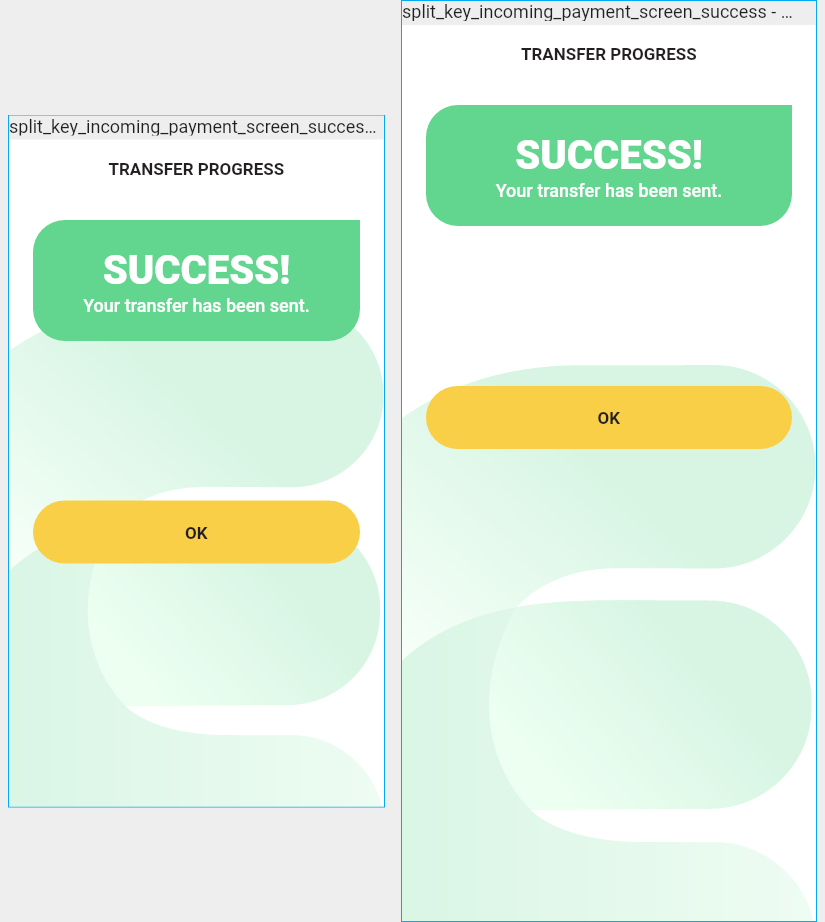 split_key_incoming_payment_screen_succes…
TRANSFER PROGRESS
SUCCESS!
Your transfer has been sent.
OK
split_key_incoming_payment_screen_success - …
TRANSFER PROGRESS
SUCCESS!
Your transfer has been sent.
OK